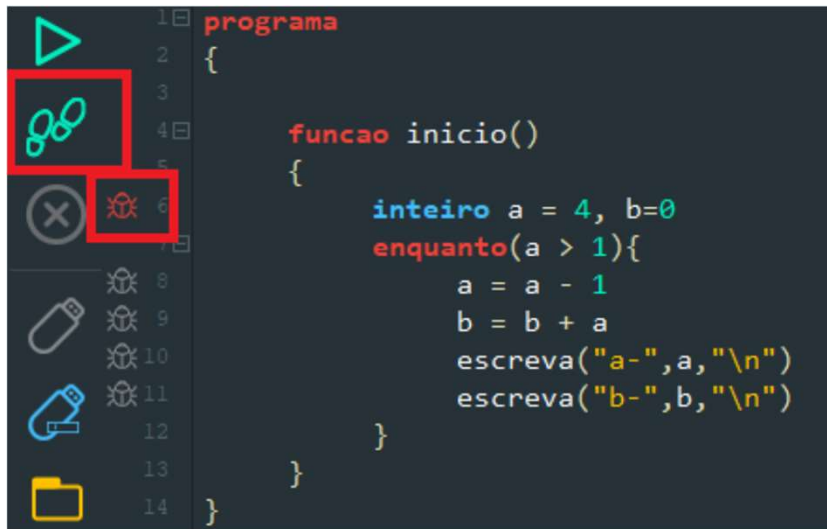 1 programa
2 {
3
4 funcao inicio()
5 {
6 inteiro a = 4, b=0
7 enquanto(a > 1){
8 a = a - 1
9 b = b + a
10 escreva("a-",a,"\n")
11 escreva("b-",b,"\n")
12 }
13 }
14 }